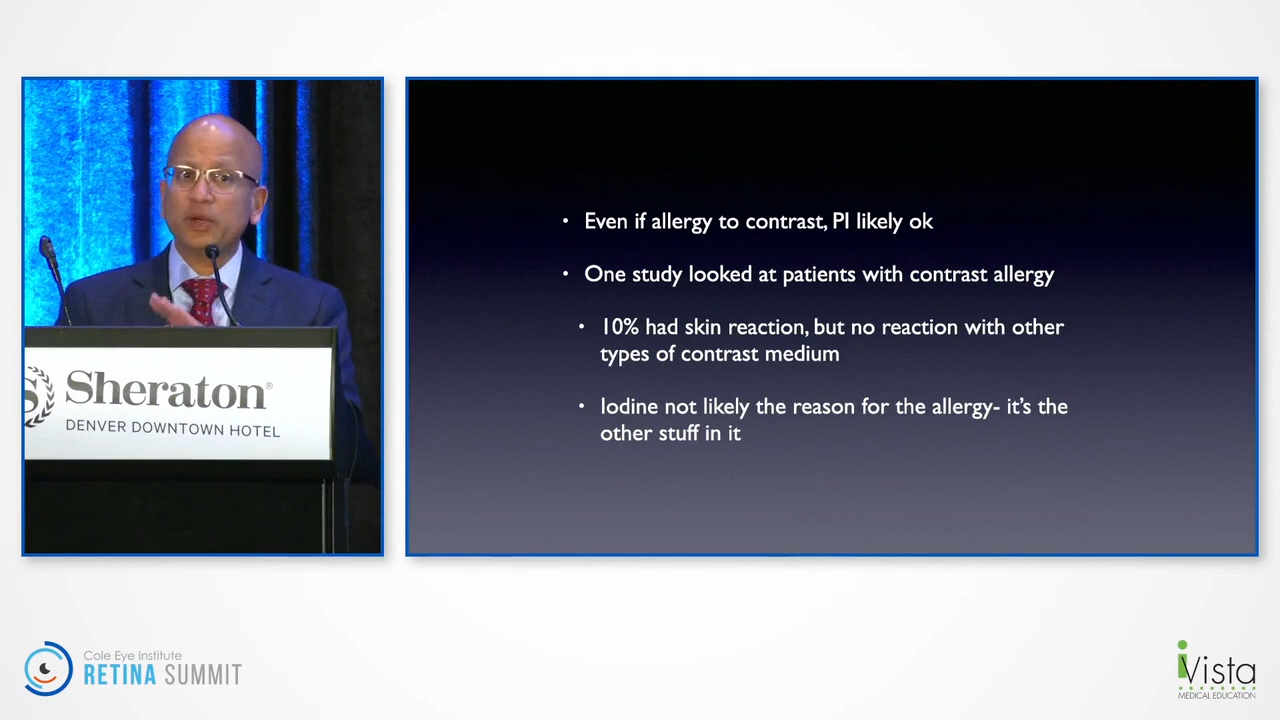 Sheraton®
DENVER DOWNTOWN HOTEL
• Even if allergy to contrast, PI likely ok
• One study looked at patients with contrast allergy
• 10% had skin reaction, but no reaction with other
types of contrast medium
• Iodine not likely the reason for the allergy- it's the
other stuff in it
Cole Eye Institute
RETINA SUMMIT
iVista
MEDICAL EDUCATION